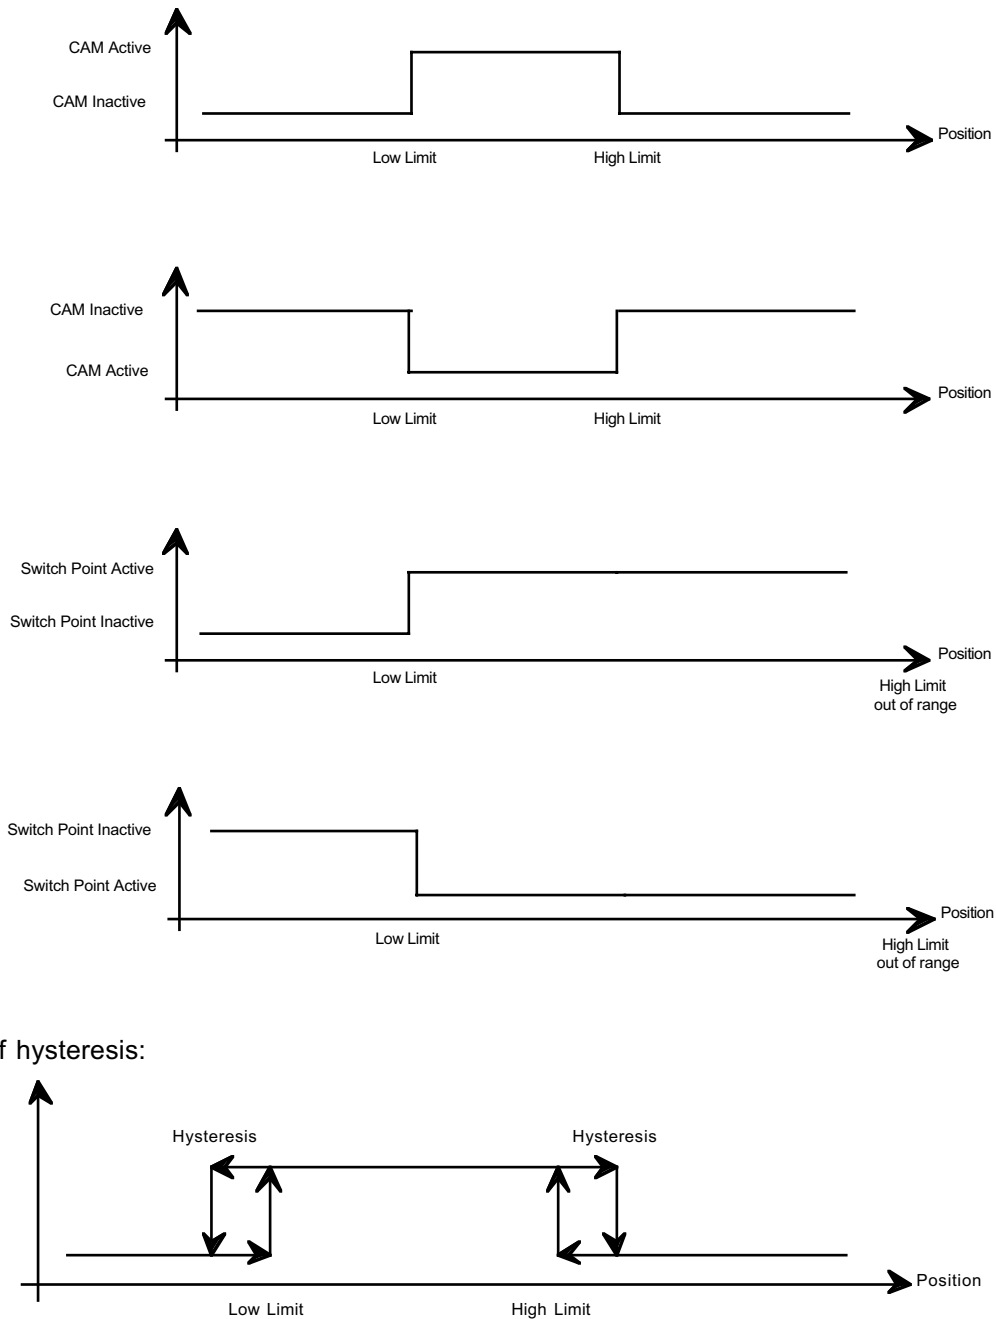 CAM Active
CAM Inactive
Position
Low Limit
High Limit
CAM Inactive
CAM Active
Position
Low Limit
High Limit
Switch Point Active
Switch Point Inactive
Position
Low Limit
High Limit
out of range
Switch Point Inactive
Switch Point Active
Position
Low Limit
High Limit
out of range
f hysteresis:
Hysteresis
Hysteresis
Position
Low Limit
High Limit